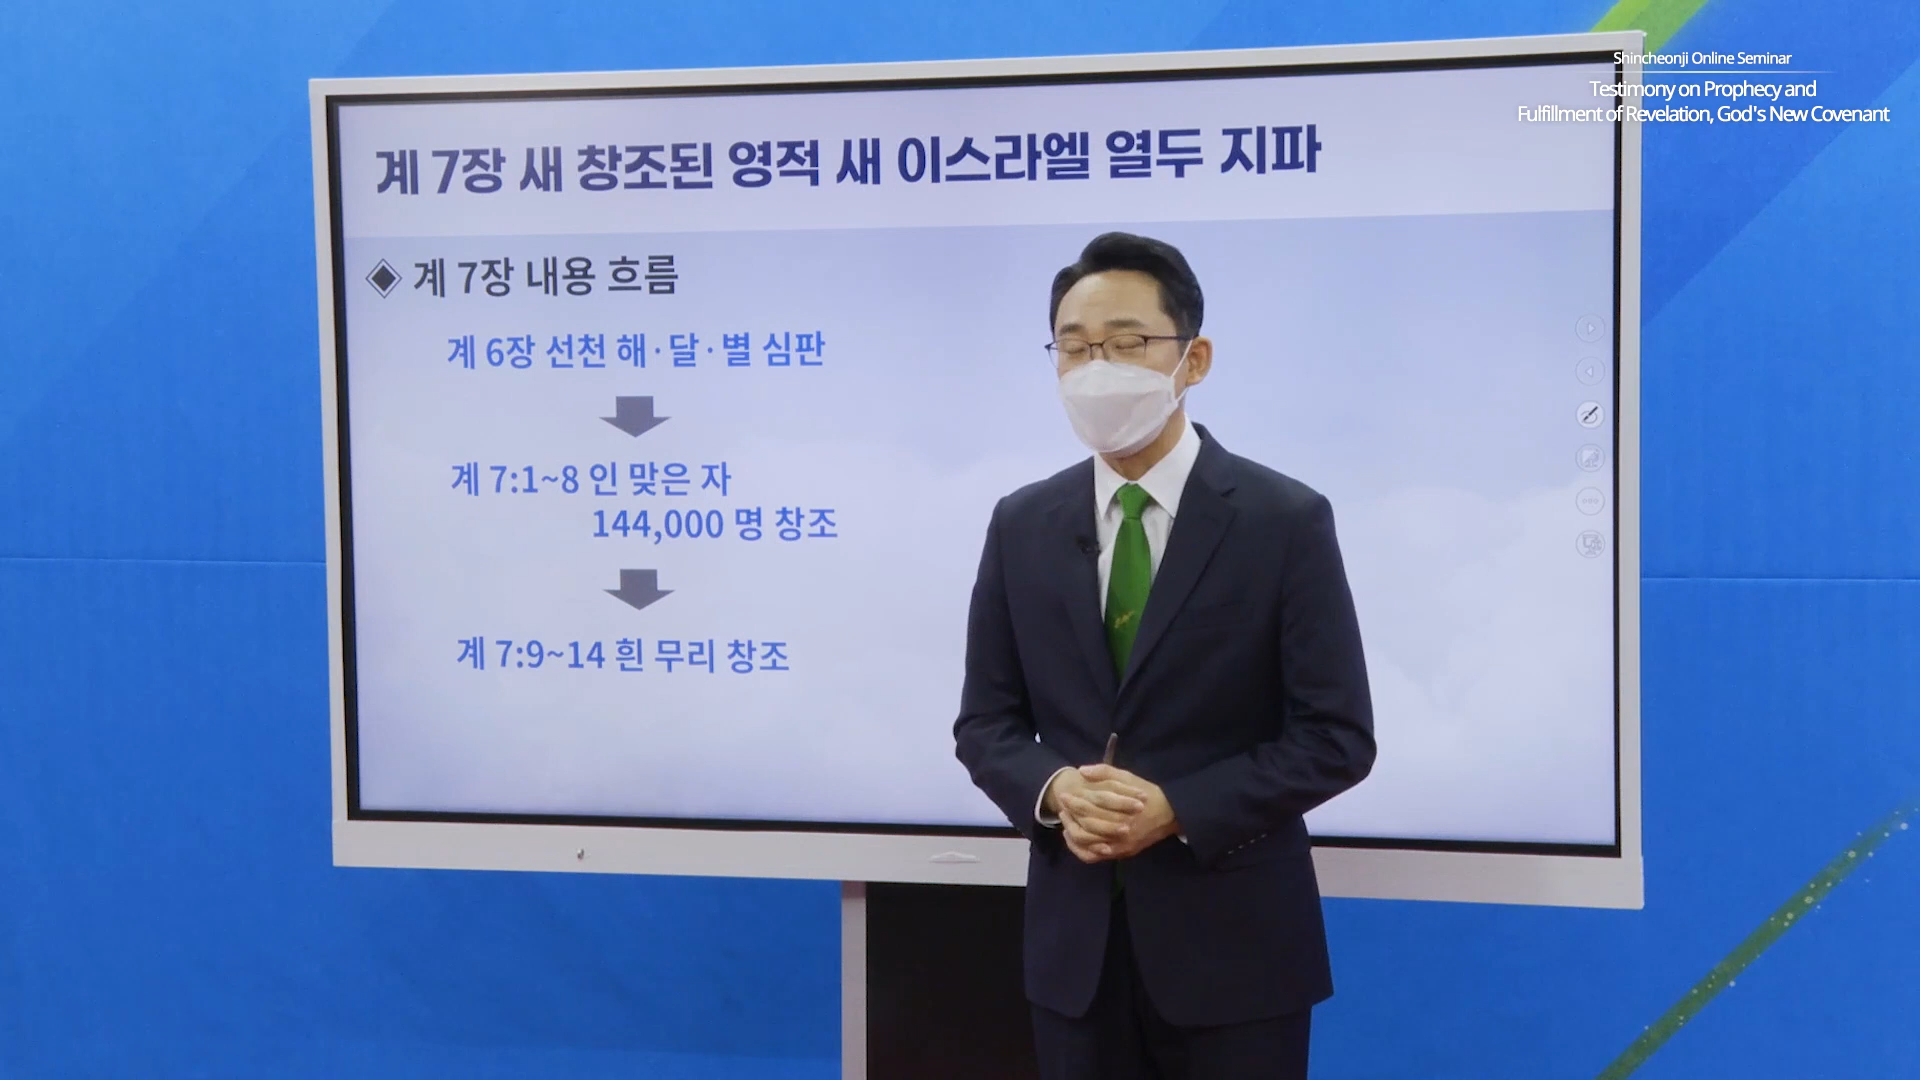 Shincheonji Online Seminar
Testimony on Prophecy and
Fulfillment of Revelation, God's New Covenant
계 7장 새 창조된 영적 새 이스라엘 열두 지파
계 7장 내용 흐름
계 6장 선천 해·달·별 심판
계 7:1~8 인 맞은 자
144,000 명 창조
계 7:9~14 흰 무리 창조